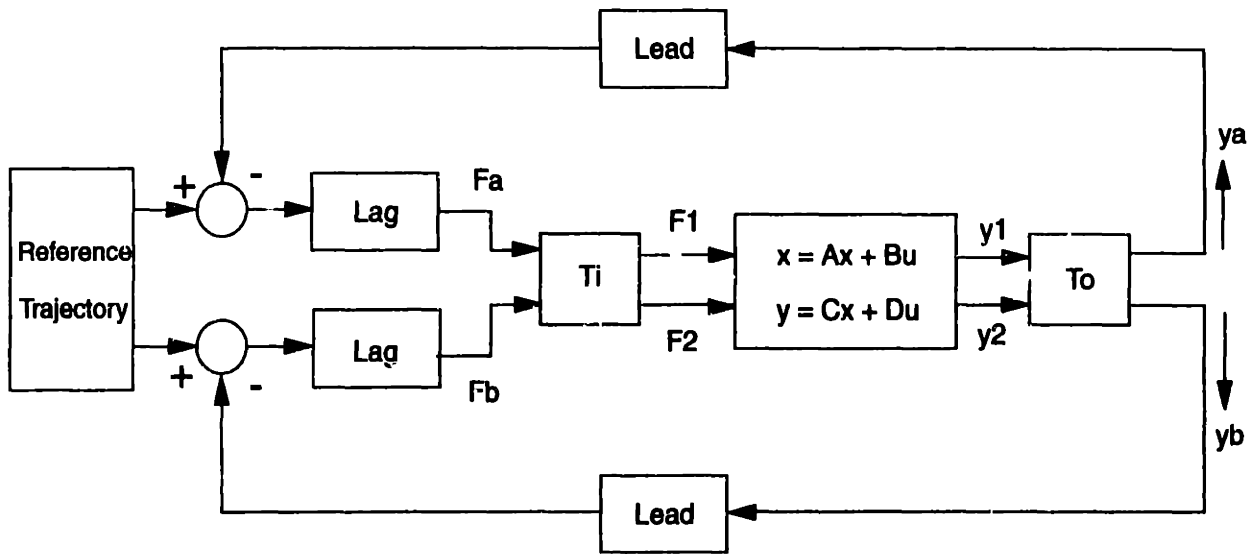 Lead
ya
+
-
Fa
Lag
F1
y1
Reference
Trajectory
Ti
x = Ax + Bu
y = Cx + Du
To
Lag
F2
y2
+
-
Fb
yb
Lead